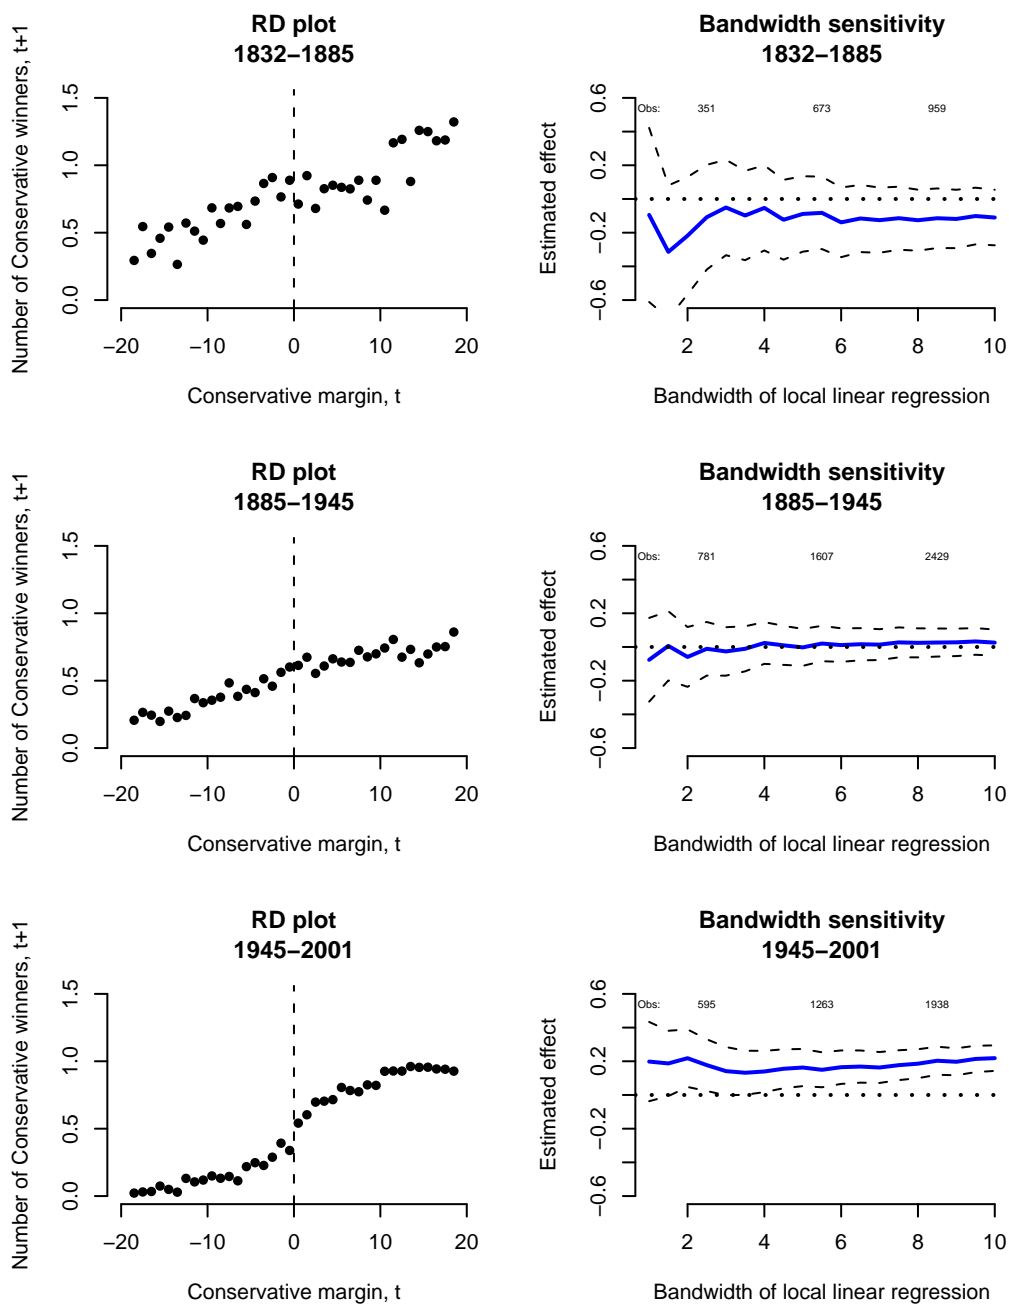 RD plot
1832−1885
Number of Conservative winners, t+1
1.5
1.0
0.5
0.0
−20 −10 0 10 20
Conservative margin, t
Bandwidth sensitivity
1832−1885
Estimated effect
0.6
0.2
−0.2
−0.6
Obs: 351 673 959
2 4 6 8 10
Bandwidth of local linear regression
RD plot
1885−1945
Number of Conservative winners, t+1
1.5
1.0
0.5
0.0
−20 −10 0 10 20
Conservative margin, t
Bandwidth sensitivity
1885−1945
Estimated effect
0.6
0.2
−0.2
−0.6
Obs: 781 1607 2429
2 4 6 8 10
Bandwidth of local linear regression
RD plot
1945−2001
Number of Conservative winners, t+1
1.5
1.0
0.5
0.0
−20 −10 0 10 20
Conservative margin, t
Bandwidth sensitivity
1945−2001
Estimated effect
0.6
0.2
−0.2
−0.6
Obs: 595 1263 1938
2 4 6 8 10
Bandwidth of local linear regression